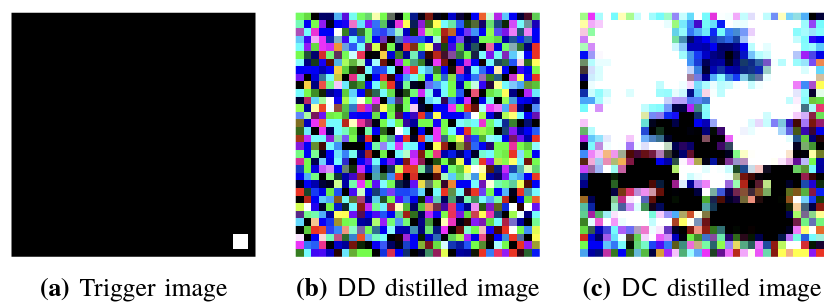 (a) Trigger image
(b) DD distilled image
(c) DC distilled image